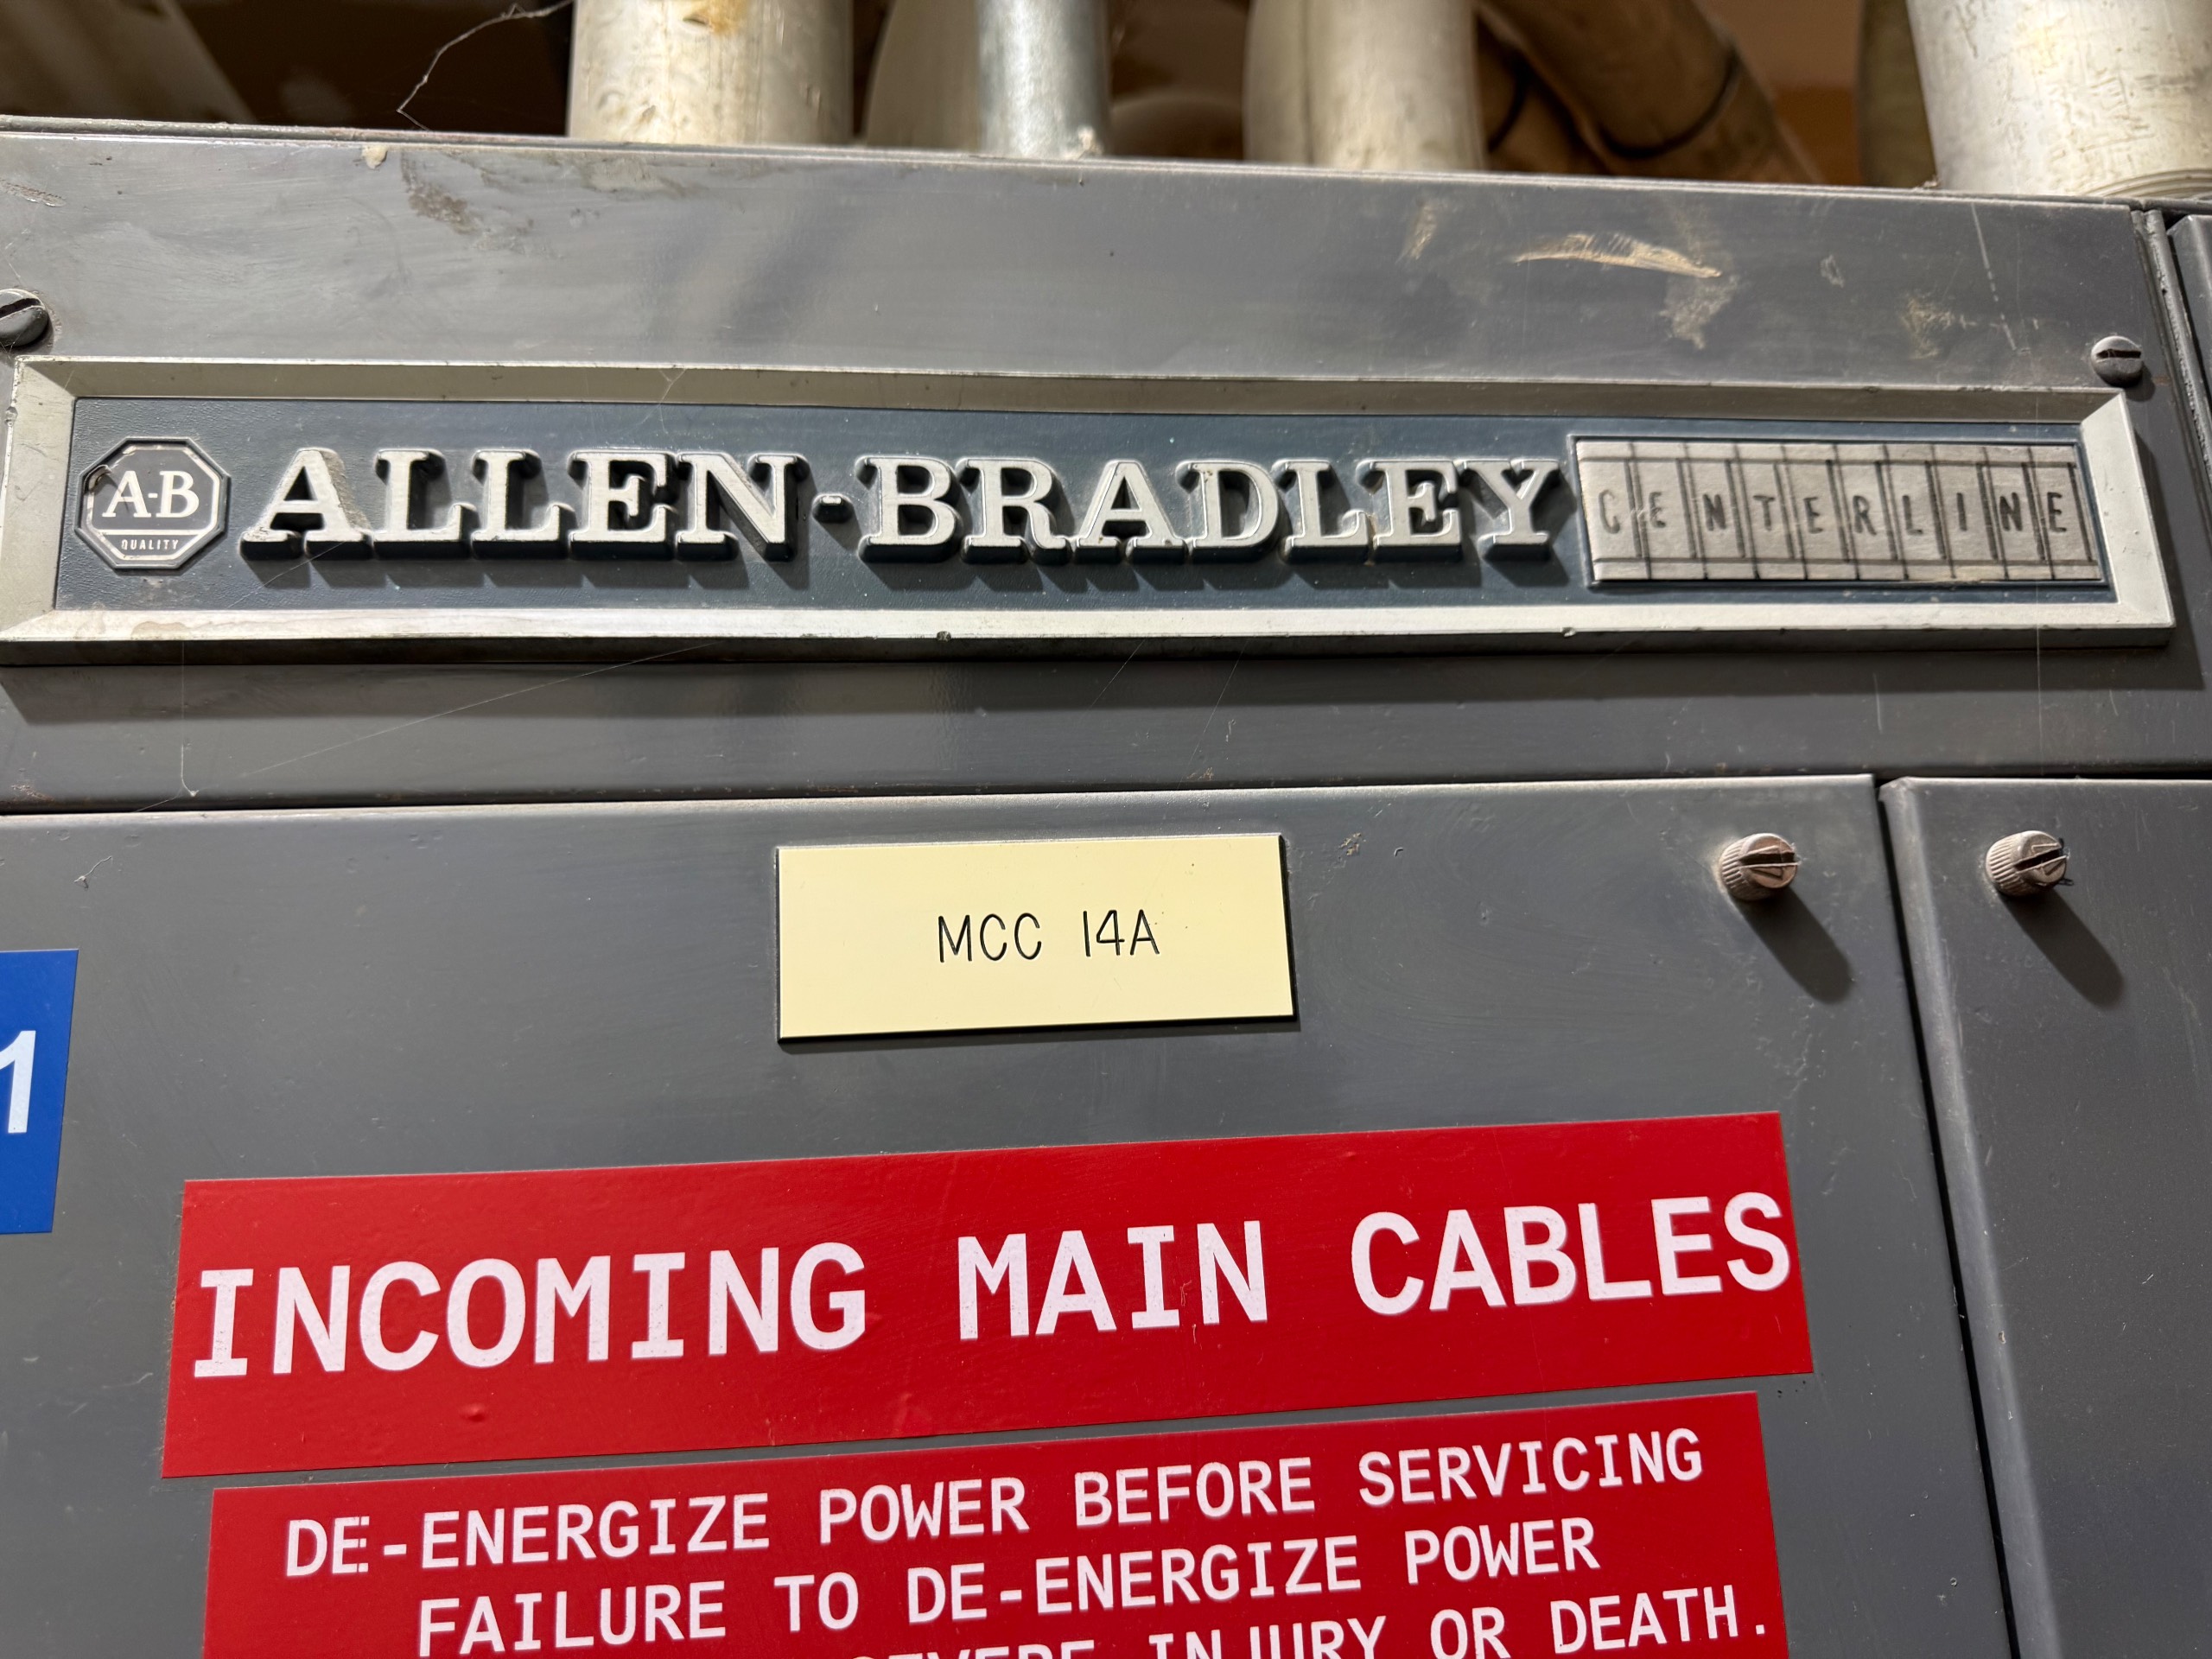 A-B
QUALITY
ALLEN-BRADLEY
CENTERLINE
MCC 14A
1
INCOMING MAIN CABLES
DE-ENERGIZE POWER BEFORE SERVICING
FAILURE TO DE-ENERGIZE POWER
SEVERE INJURY OR DEATH.